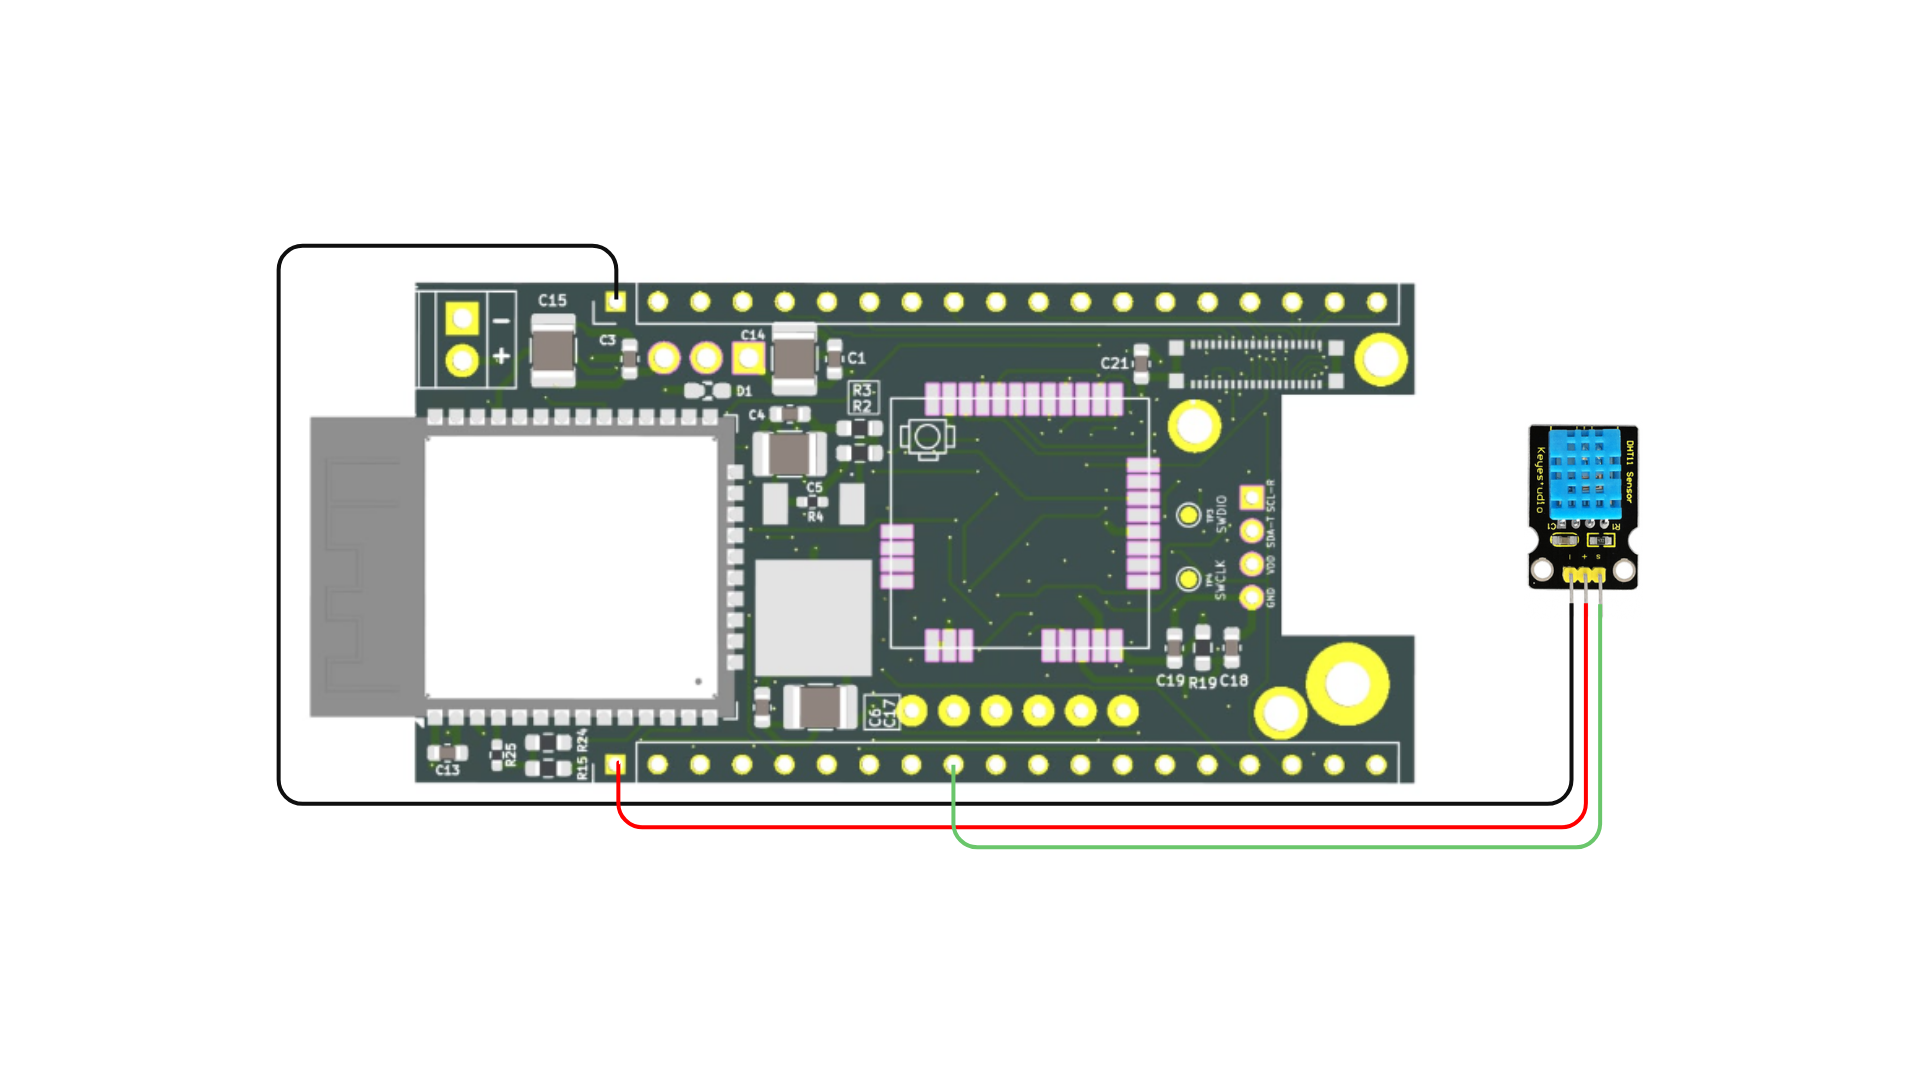 C15
−
+
C3
C14
C1
D1
C4
R3-
R2
C21
C5
R4
SCL-R
SDA-T
VDD
GND
SWDIO
TP3
SWCLK
TP4
C6-
C17
C19
R19
C18
C13
R25
R24
R15
DHT11 Sensor
Keyes'udio
C1
R1
-
+
S